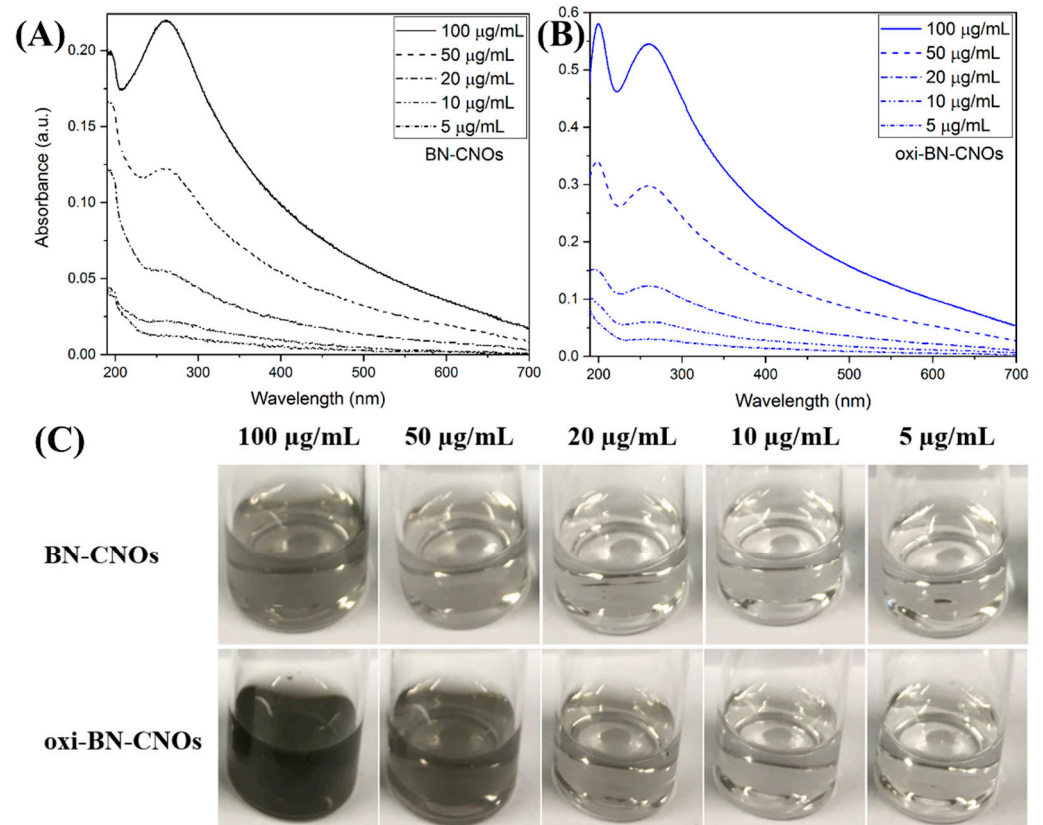 (A)
100 µg/mL
50 µg/mL
20 µg/mL
10 µg/mL
5 µg/mL
BN-CNOs
0.20
0.15
0.10
0.05
0.00
Absorbance (a.u.)
200 300 400 500 600 700
Wavelength (nm)
(B)
100 µg/mL
50 µg/mL
20 µg/mL
10 µg/mL
5 µg/mL
oxi-BN-CNOs
0.6
0.5
0.4
0.3
0.2
0.1
0.0
200 300 400 500 600 700
Wavelength (nm)
(C)
100 µg/mL 50 µg/mL 20 µg/mL 10 µg/mL 5 µg/mL
BN-CNOs
oxi-BN-CNOs